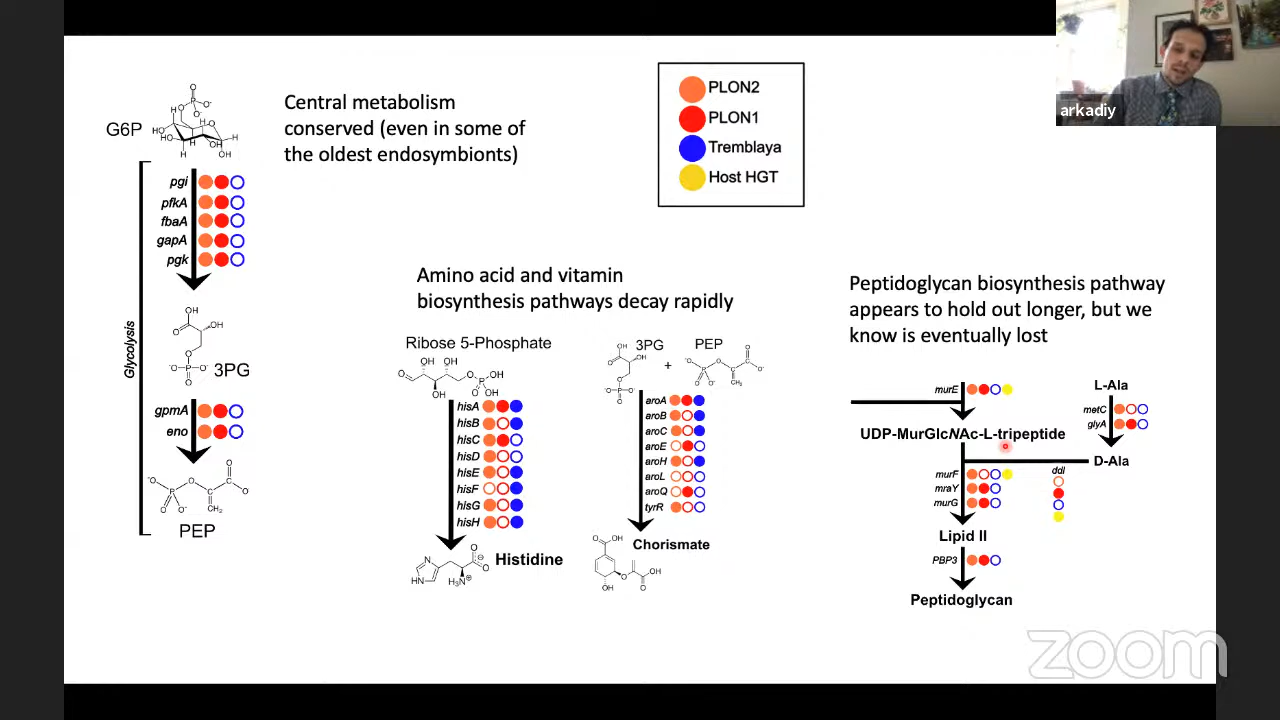 arkadiy
PLON2
PLON1
Tremblaya
Host HGT
G6P
Central metabolism
conserved (even in some of
the oldest endosymbionts)
Glycolysis
pgi
pfkA
fbaA
gapA
pgk
3PG
gpmA
eno
PEP
Amino acid and vitamin
biosynthesis pathways decay rapidly
Ribose 5-Phosphate
hisA
hisB
hisC
hisD
hisE
hisF
hisG
hisH
Histidine
3PG
+
PEP
aroA
aroB
aroC
aroE
aroH
aroL
aroQ
tyrR
Chorismate
Peptidoglycan biosynthesis pathway
appears to hold out longer, but we
know is eventually lost
murE
L-Ala
metC
glyA
UDP-MurGlcNAc-L-tripeptide
D-Ala
murF
mraY
murG
ddl
Lipid II
PBP3
Peptidoglycan
zoom